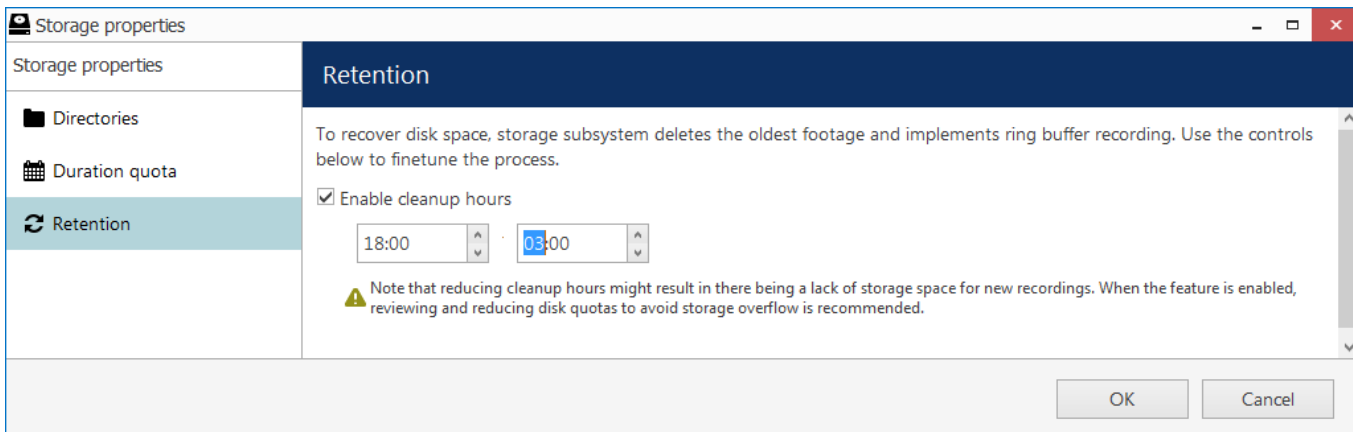 Storage properties
Storage properties
Retention
Directories
Duration quota
Retention
To recover disk space, storage subsystem deletes the oldest footage and implements ring buffer recording. Use the controls
below to finetune the process.
Enable cleanup hours
18:00 - 03:00
Note that reducing cleanup hours might result in there being a lack of storage space for new recordings. When the feature is enabled,
reviewing and reducing disk quotas to avoid storage overflow is recommended.
OK Cancel